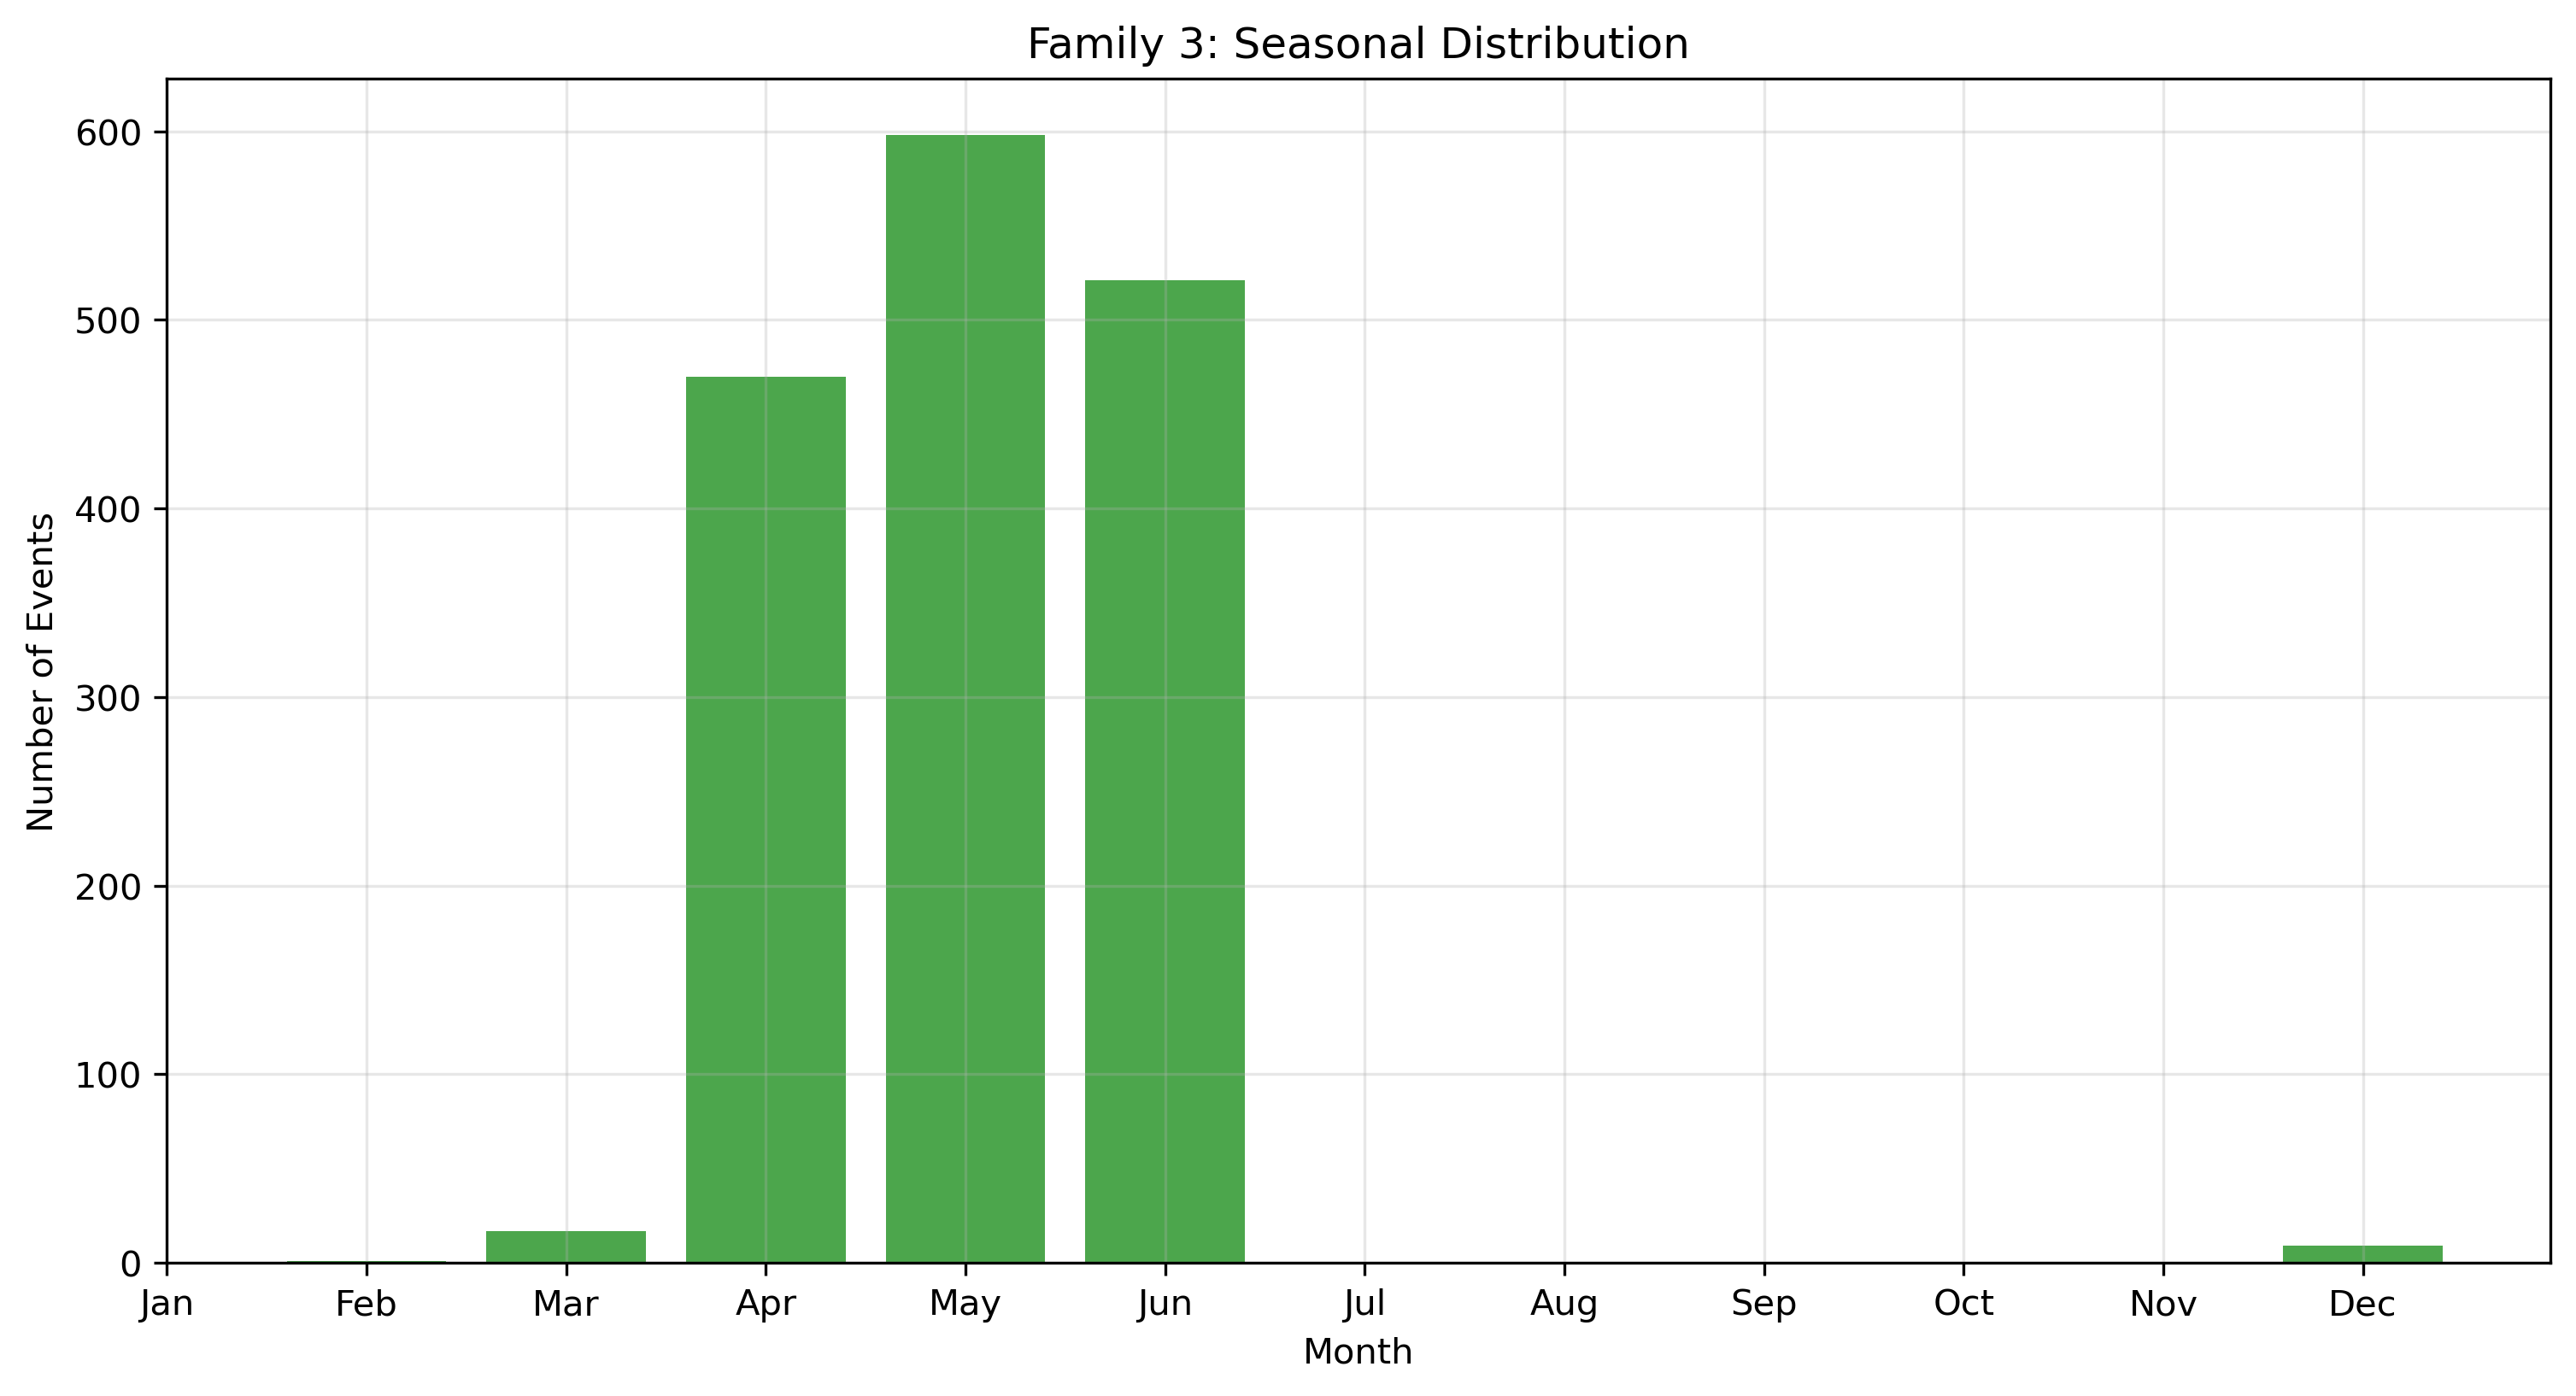 Family 3: Seasonal Distribution
Number of Events
600
500
400
300
200
100
0
Jan Feb Mar Apr May Jun Jul Aug Sep Oct Nov Dec
Month